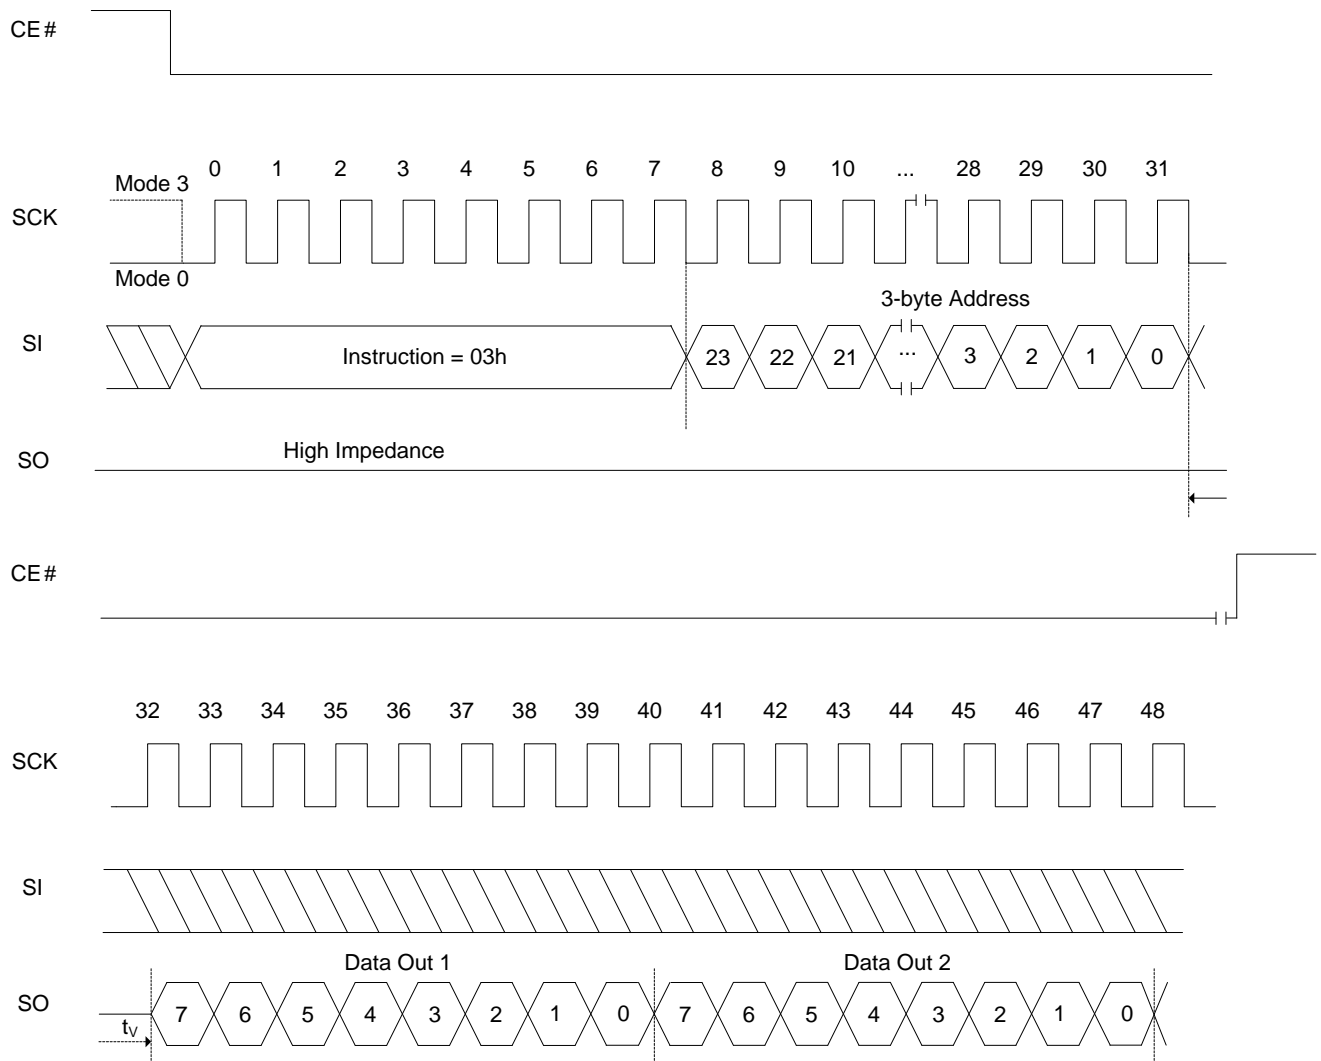 CE#
0 1 2 3 4 5 6 7 8 9 10 ... 28 29 30 31
Mode 3
SCK
Mode 0
3-byte Address
SI
Instruction = 03h
23 22 21 ... 3 2 1 0
High Impedance
SO
CE#
32 33 34 35 36 37 38 39 40 41 42 43 44 45 46 47 48
SCK
SI
Data Out 1 Data Out 2
SO
7 6 5 4 3 2 1 0 7 6 5 4 3 2 1 0
tV